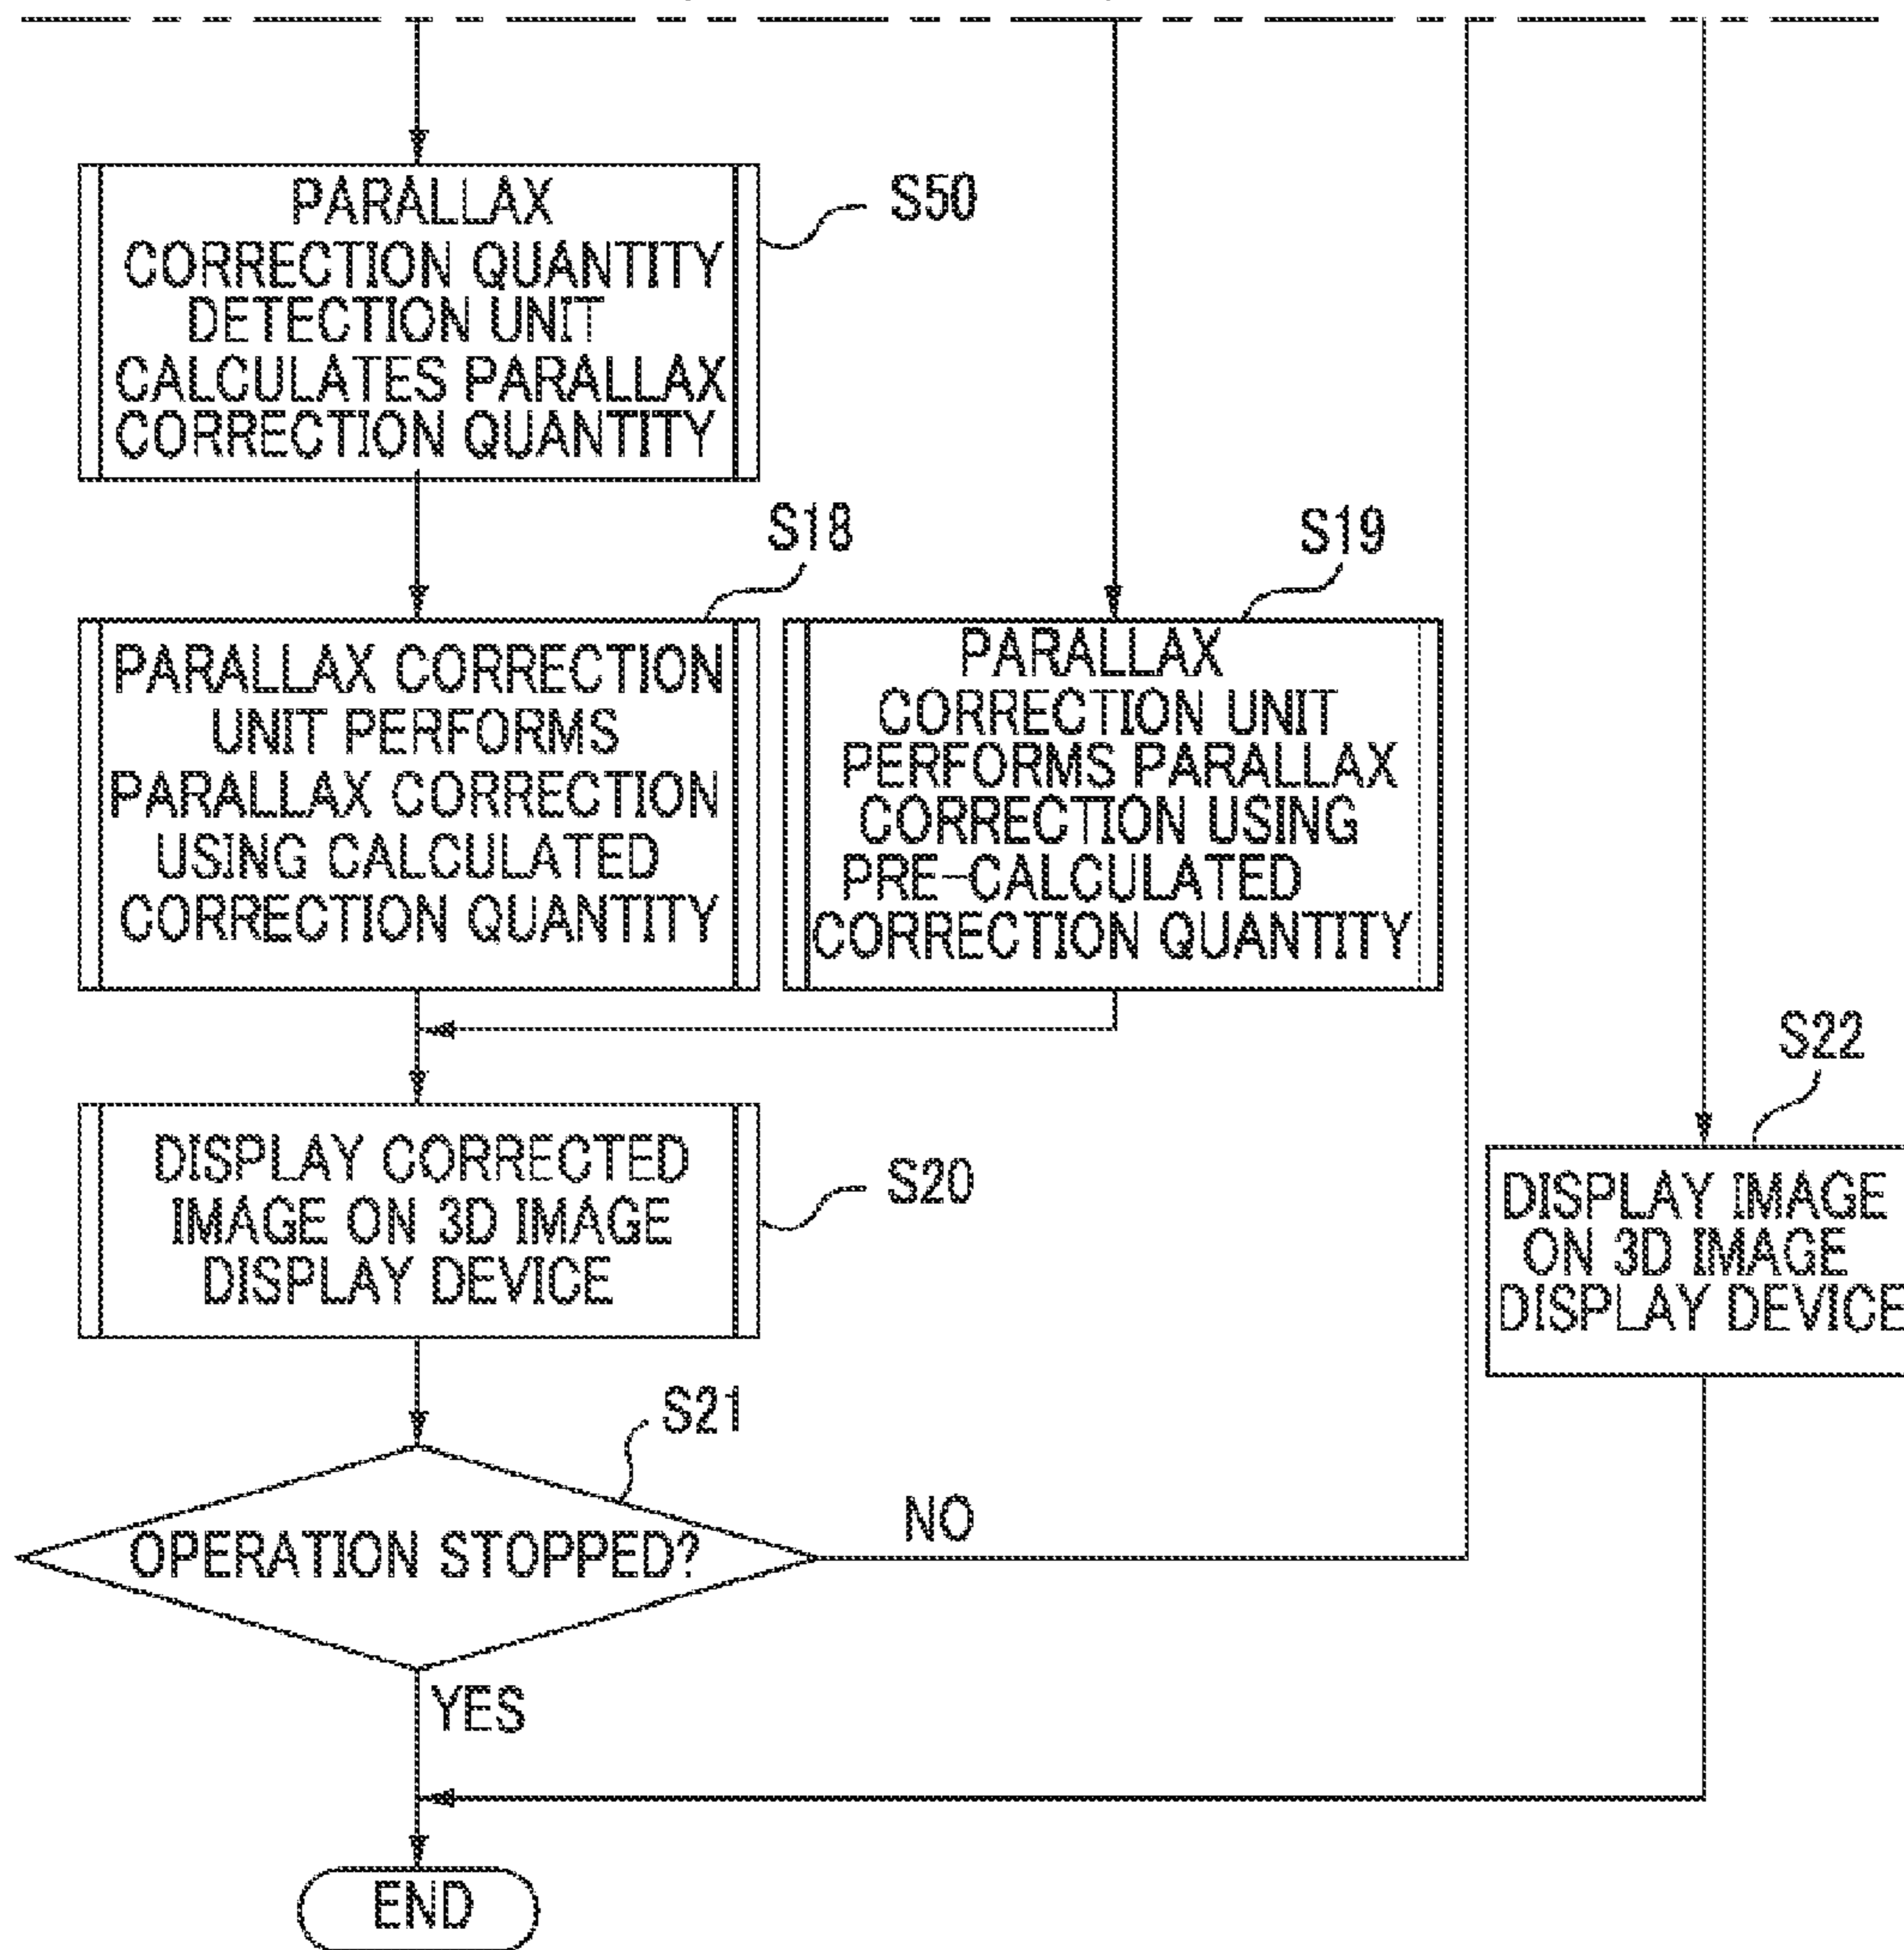 PARALLAX
CORRECTION QUANTITY
DETECTION UNIT
CALCULATES PARALLAX
CORRECTION QUANTITY
S50
S18
PARALLAX CORRECTION
UNIT PERFORMS
PARALLAX CORRECTION
USING CALCULATED
CORRECTION QUANTITY
S19
PARALLAX
CORRECTION UNIT
PERFORMS PARALLAX
CORRECTION USING
PRE-CALCULATED
CORRECTION QUANTITY
DISPLAY CORRECTED
IMAGE ON 3D IMAGE
DISPLAY DEVICE
S20
S22
DISPLAY IMAGE
ON 3D IMAGE
DISPLAY DEVICE
S21
OPERATION STOPPED?
NO
YES
END